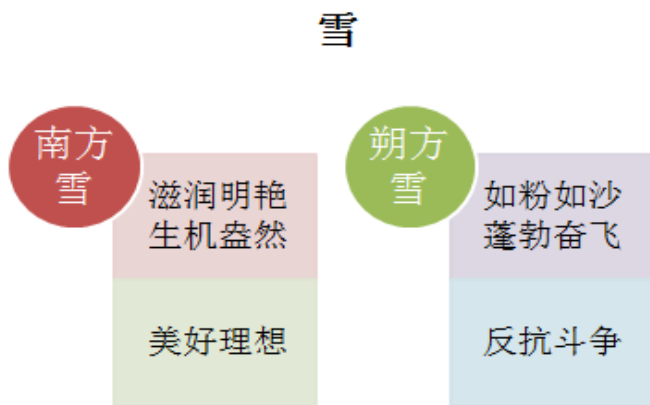 雪
南方
雪
滋润明艳
生机盎然
美好理想
朔方
雪
如粉如沙
蓬勃奋飞
反抗斗争